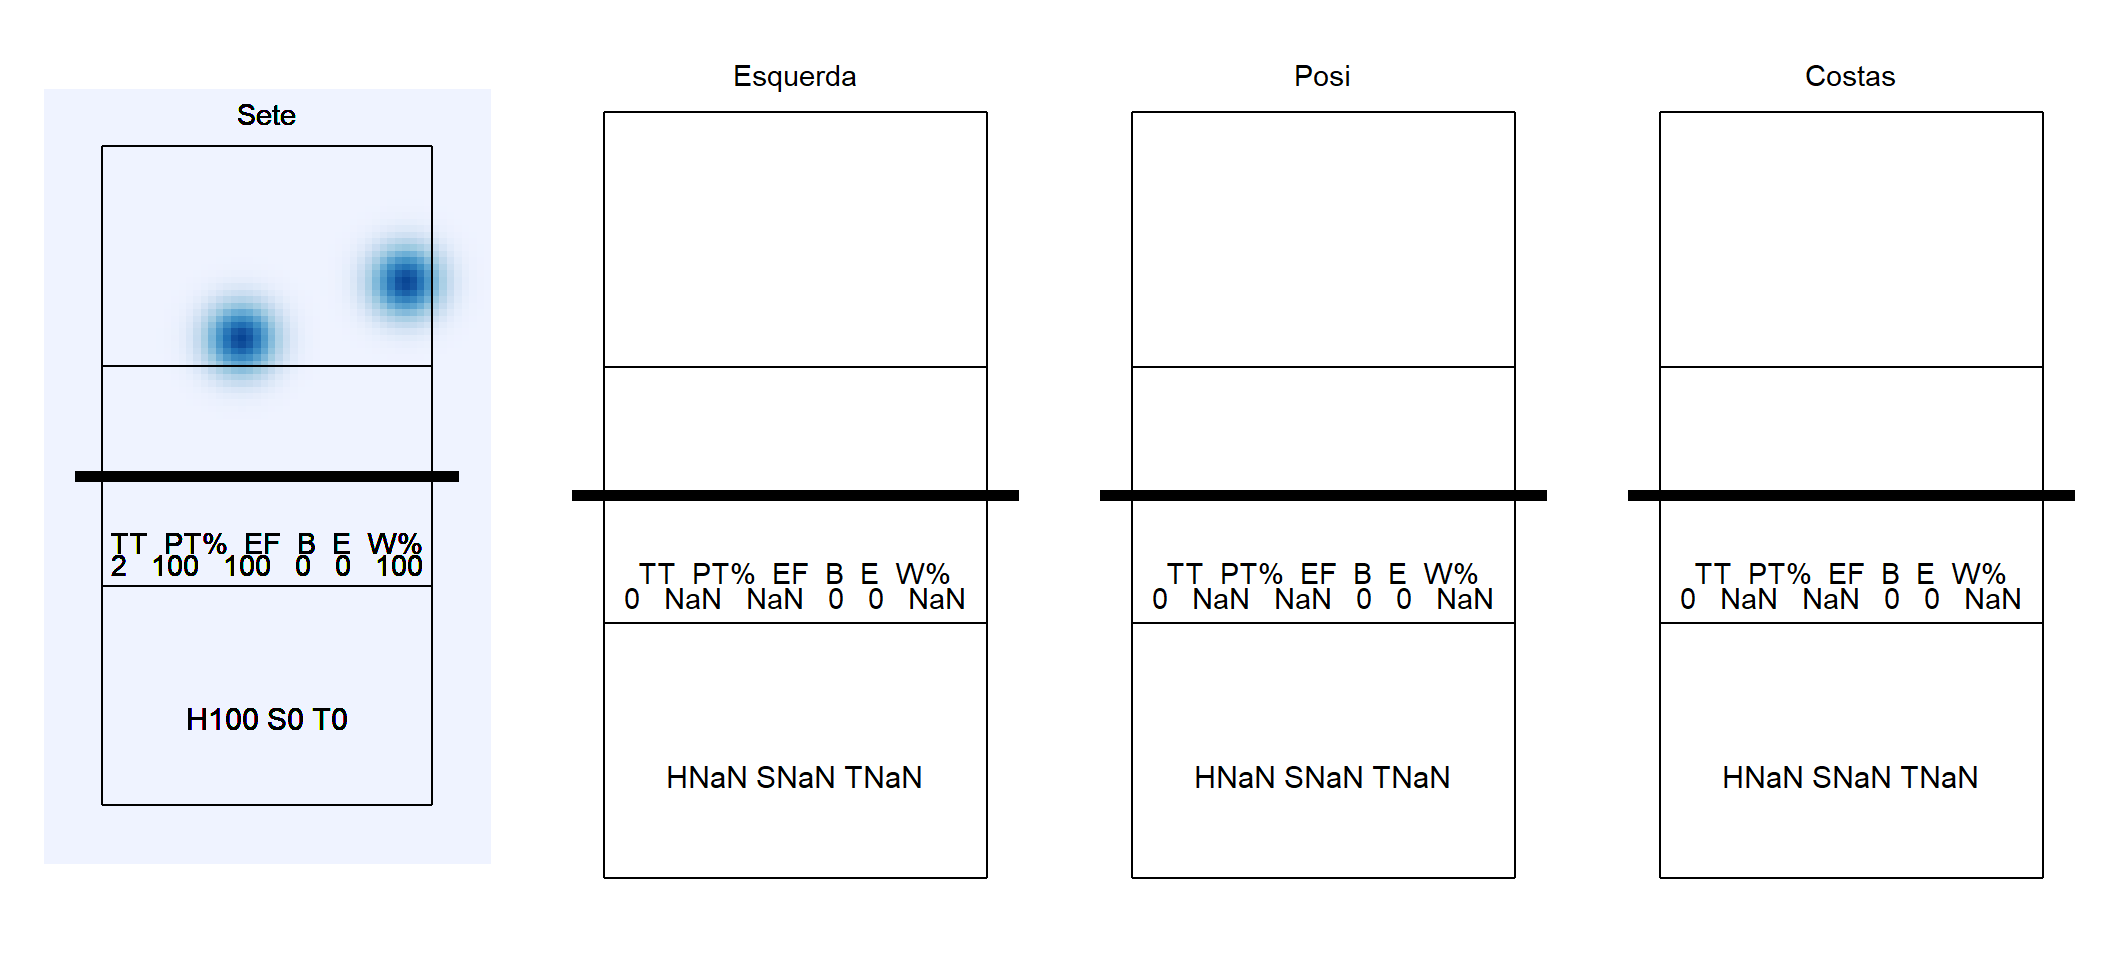 Sete
TT PT% EF B E W%
2 100 100 0 0 100
H100 S0 T0
Esquerda
TT PT% EF B E W%
0 NaN NaN 0 0 NaN
HNaN SNaN TNaN
Posi
TT PT% EF B E W%
0 NaN NaN 0 0 NaN
HNaN SNaN TNaN
Costas
TT PT% EF B E W%
0 NaN NaN 0 0 NaN
HNaN SNaN TNaN